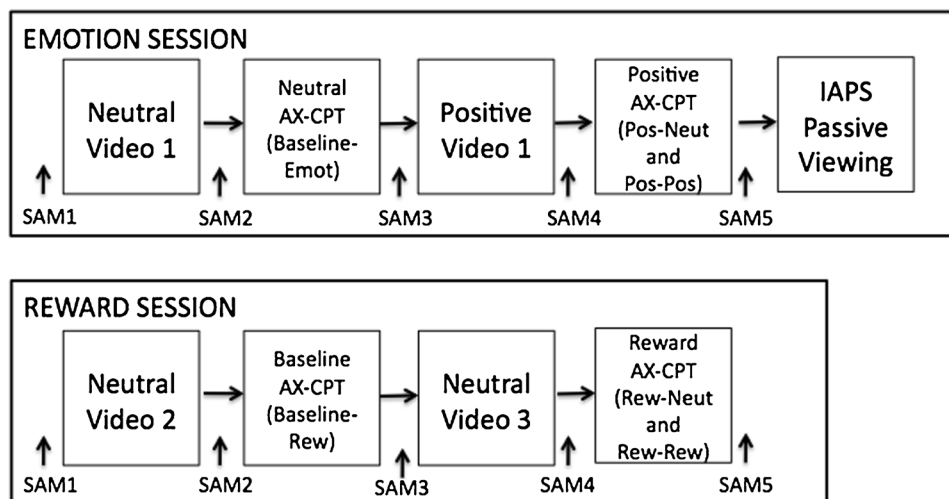 EMOTION SESSION
Neutral
Video 1
Neutral
AX-CPT
(Baseline-
Emot)
Positive
Video 1
Positive
AX-CPT
(Pos-Neut
and
Pos-Pos)
IAPS
Passive
Viewing
SAM1
SAM2
SAM3
SAM4
SAM5
REWARD SESSION
Neutral
Video 2
Baseline
AX-CPT
(Baseline-
Rew)
Neutral
Video 3
Reward
AX-CPT
(Rew-Neut
and
Rew-Rew)
SAM1
SAM2
SAM3
SAM4
SAM5